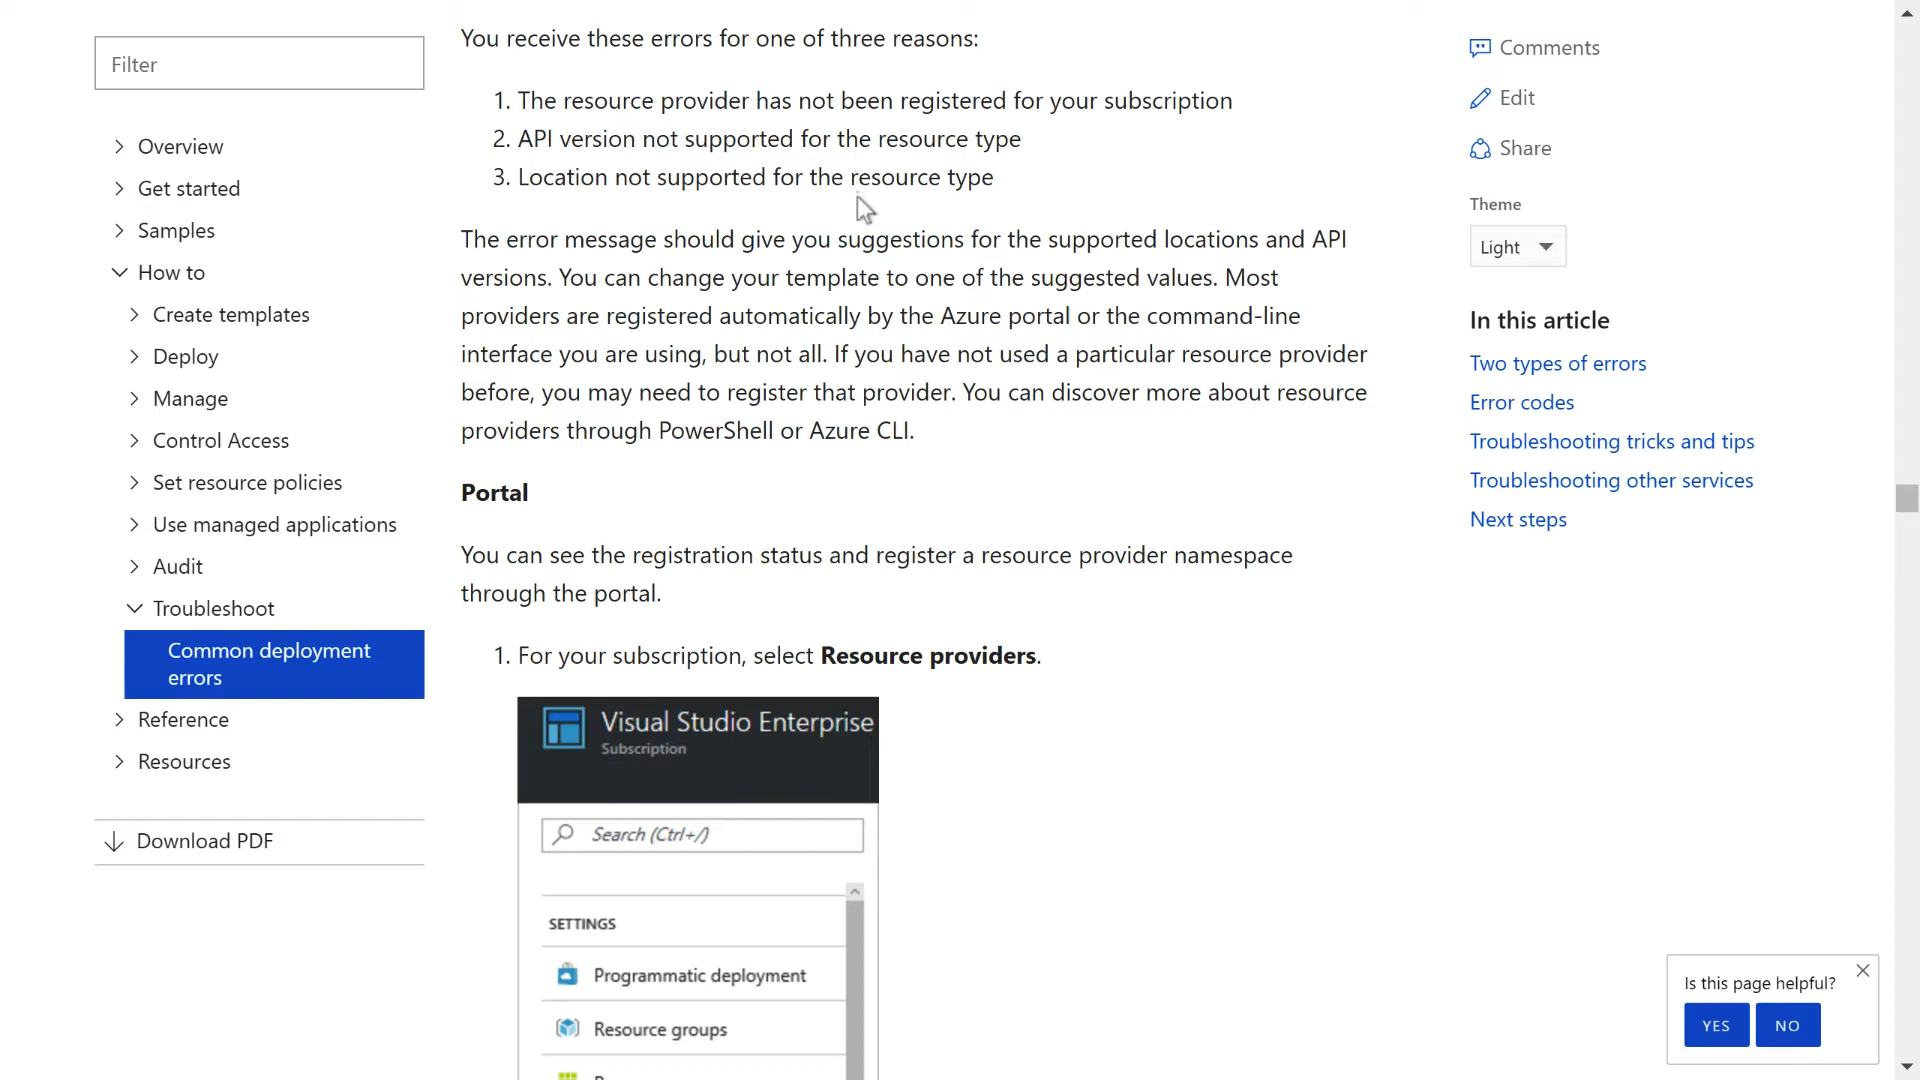 Filter
Overview
Get started
Samples
How to
Create templates
Deploy
Manage
Control Access
Set resource policies
Use managed applications
Audit
Troubleshoot
Common deployment
errors
Reference
Resources
Download PDF
You receive these errors for one of three reasons:
1. The resource provider has not been registered for your subscription
2. API version not supported for the resource type
3. Location not supported for the resource type
The error message should give you suggestions for the supported locations and API
versions. You can change your template to one of the suggested values. Most
providers are registered automatically by the Azure portal or the command-line
interface you are using, but not all. If you have not used a particular resource provider
before, you may need to register that provider. You can discover more about resource
providers through PowerShell or Azure CLI.
Portal
You can see the registration status and register a resource provider namespace
through the portal.
1. For your subscription, select Resource providers.
Visual Studio Enterprise
Subscription
Search (Ctrl+/)
SETTINGS
Programmatic deployment
Resource groups
Comments
Edit
Share
Theme
Light
In this article
Two types of errors
Error codes
Troubleshooting tricks and tips
Troubleshooting other services
Next steps
Is this page helpful?
YES
NO